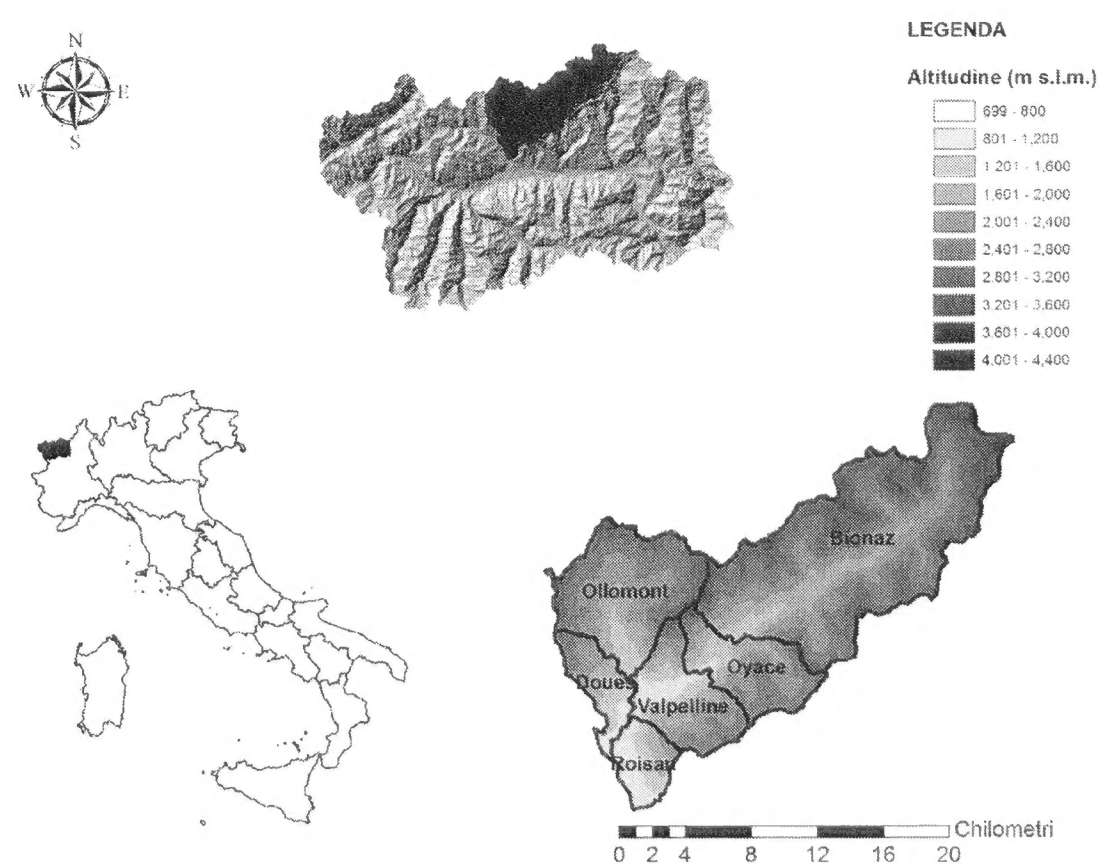 LEGENDA
N
W E
S
Altitudine (m s.l.m.)
699 - 800
801 - 1,200
1,201 - 1,600
1,601 - 2,000
2,001 - 2,400
2,401 - 2,800
2,801 - 3,200
3,201 - 3,600
3,601 - 4,000
4,001 - 4,400
Bionaz
Ollomont
Oyace
Doues
Valpelline
Roisan
Chilometri
0 2 4 8 12 16 20